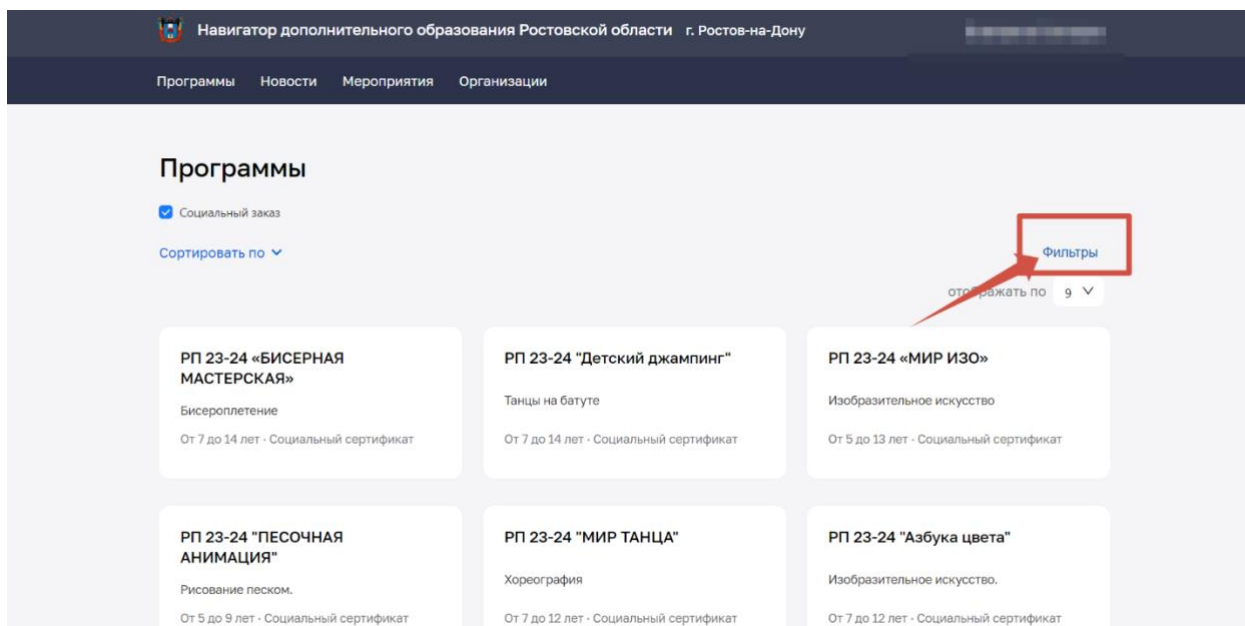 Навигатор дополнительного образования Ростовской области г. Ростов-на-Дону
Программы Новости Мероприятия Организации
Программы
Социальный заказ
Сортировать по
Фильтры
отображать по 9
РП 23-24 «БИСЕРНАЯ
МАСТЕРСКАЯ»
Бисероплетение
От 7 до 14 лет · Социальный сертификат
РП 23-24 "Детский джампинг"
Танцы на батуте
От 7 до 14 лет · Социальный сертификат
РП 23-24 «МИР ИЗО»
Изобразительное искусство
От 5 до 13 лет · Социальный сертификат
РП 23-24 "ПЕСОЧНАЯ
АНИМАЦИЯ"
Рисование песком.
От 5 до 9 лет · Социальный сертификат
РП 23-24 "МИР ТАНЦА"
Хореография
От 7 до 12 лет · Социальный сертификат
РП 23-24 "Азбука цвета"
Изобразительное искусство.
От 7 до 12 лет · Социальный сертификат